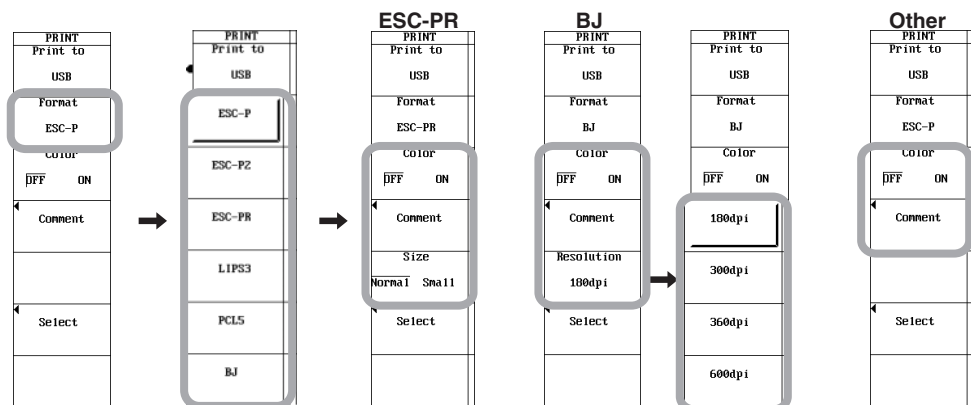 PRINT
Print to
USB
Format
ESC-P
Color
OFF ON
Comment
Select
PRINT
Print to
USB
ESC-P
ESC-P2
ESC-PR
LIPS3
PCL5
BJ
ESC-PR
PRINT
Print to
USB
Format
ESC-PR
Color
OFF ON
Comment
Size
Normal Small
Select
BJ
PRINT
Print to
USB
Format
BJ
Color
OFF ON
Comment
Resolution
180dpi
Select
PRINT
Print to
USB
Format
BJ
Color
OFF ON
180dpi
300dpi
360dpi
600dpi
Other
PRINT
Print to
USB
Format
ESC-P
Color
OFF ON
Comment
Select